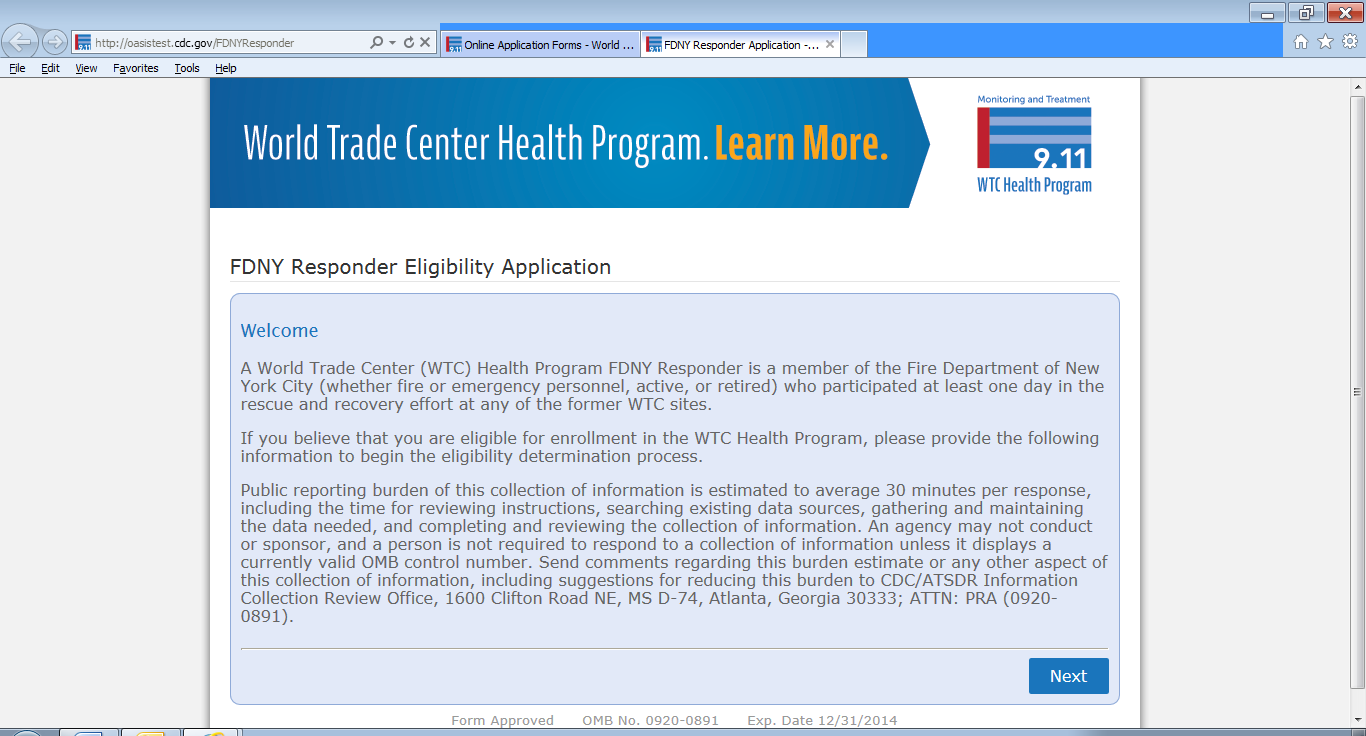 http://oasistest.cdc.gov/FDNYResponder
Online Application Forms - World ...
FDNY Responder Application -...
File Edit View Favorites Tools Help
World Trade Center Health Program. Learn More.
Monitoring and Treatment
9.11
WTC Health Program
FDNY Responder Eligibility Application
Welcome
A World Trade Center (WTC) Health Program FDNY Responder is a member of the Fire Department of New
York City (whether fire or emergency personnel, active, or retired) who participated at least one day in the
rescue and recovery effort at any of the former WTC sites.
If you believe that you are eligible for enrollment in the WTC Health Program, please provide the following
information to begin the eligibility determination process.
Public reporting burden of this collection of information is estimated to average 30 minutes per response,
including the time for reviewing instructions, searching existing data sources, gathering and maintaining
the data needed, and completing and reviewing the collection of information. An agency may not conduct
or sponsor, and a person is not required to respond to a collection of information unless it displays a
currently valid OMB control number. Send comments regarding this burden estimate or any other aspect of
this collection of information, including suggestions for reducing this burden to CDC/ATSDR Information
Collection Review Office, 1600 Clifton Road NE, MS D-74, Atlanta, Georgia 30333; ATTN: PRA (0920-
0891).
Next
Form Approved OMB No. 0920-0891 Exp. Date 12/31/2014